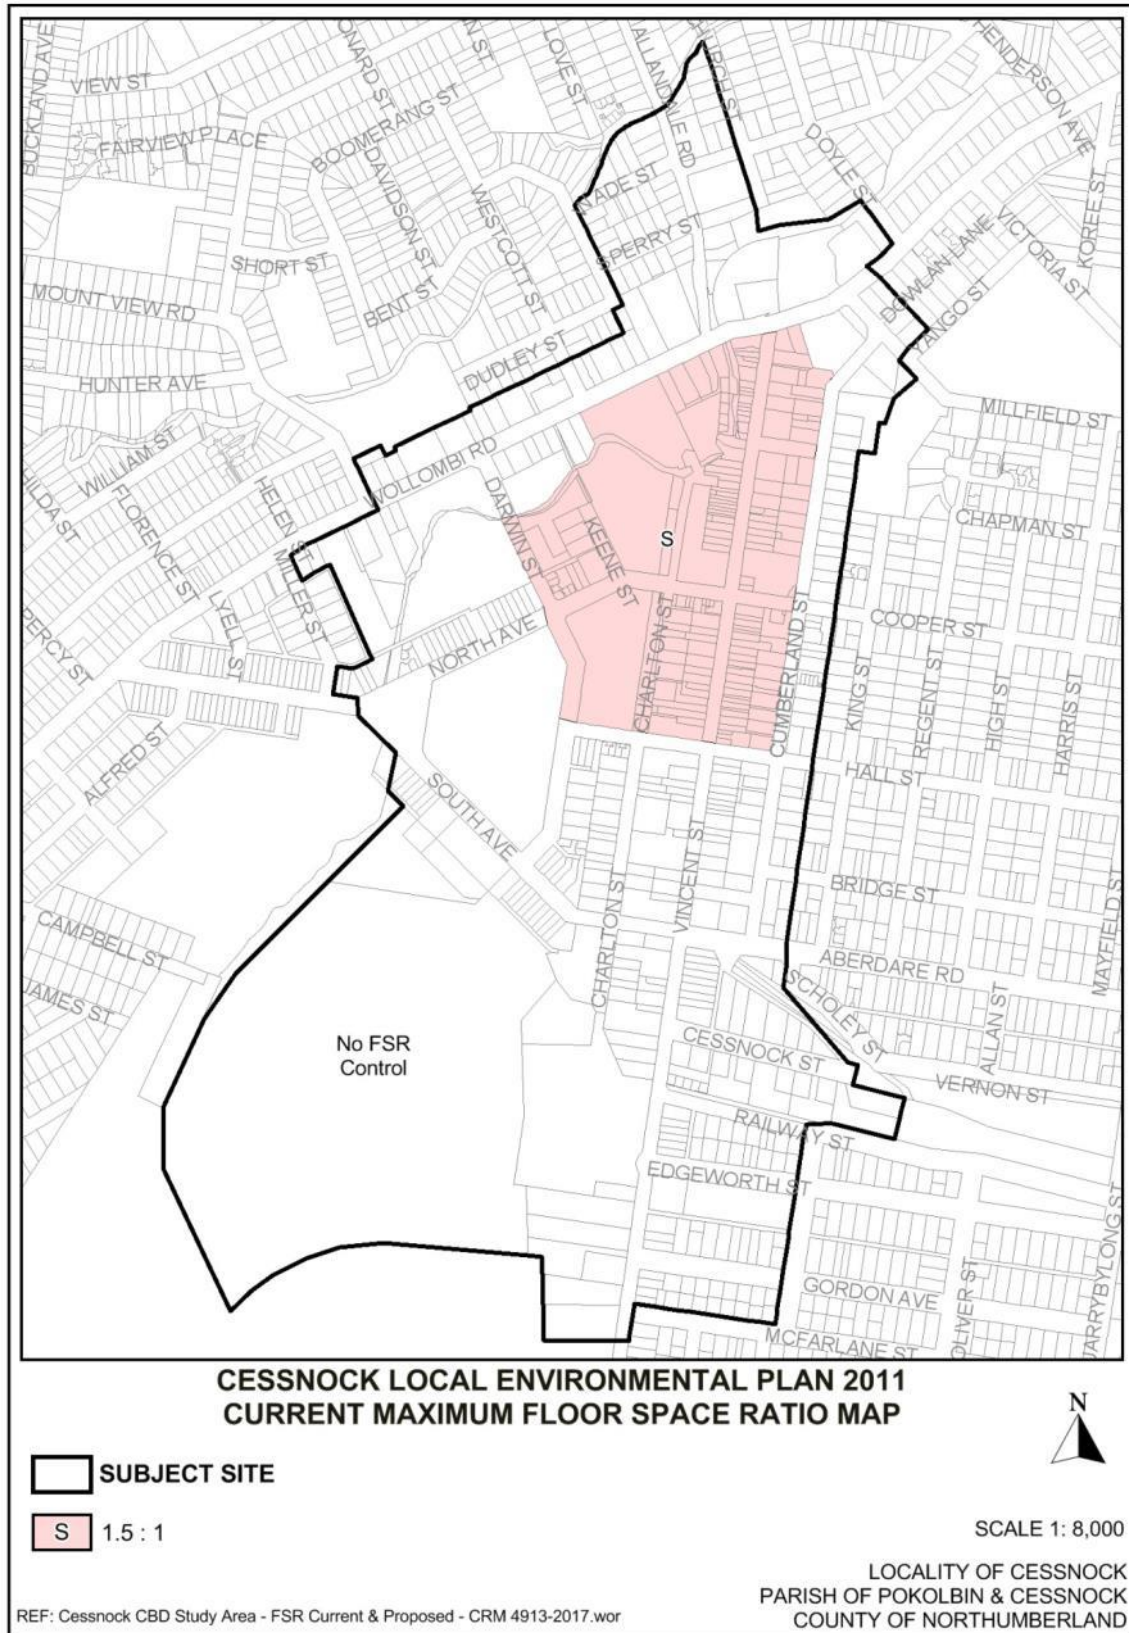 BUCKLAND AVE
VIEW ST
FAIRVIEW PLACE
BOOMERANG ST
DAVIDSON ST
WESTCOTT ST
LOVE ST
ALLANDALE RD
CHURCH ST
HENDERSON AVE
DOYLE ST
KOREE ST
VICTORIA ST
DOWLAN LANE
YANGO ST
SPERRY ST
SHORT ST
BENT ST
MOUNT VIEW RD
DUDLEY ST
HUNTER AVE
MILLFIELD ST
WILLIAM ST
FLORENCE ST
HELEN ST
MILLER ST
LYELL ST
PERCY ST
WOLLOMBI RD
DARWIN ST
KEENE ST
S
CHAPMAN ST
COOPER ST
NORTH AVE
CHARLTON ST
CUMBERLAND ST
KING ST
REGENT ST
HIGH ST
HARRIS ST
ALFRED ST
SOUTH AVE
HALL ST
VINCENT ST
BRIDGE ST
MAYFIELD ST
CAMPBELL ST
JAMES ST
CHARLTON ST
ABERDARE RD
SCHOLEY ST
ALLAN ST
No FSR
Control
CESSNOCK ST
VERNON ST
RAILWAY ST
EDGEWORTH ST
GORDON AVE
OLIVER ST
MCFARLANE ST
CESSNOCK LOCAL ENVIRONMENTAL PLAN 2011
CURRENT MAXIMUM FLOOR SPACE RATIO MAP
N
SUBJECT SITE
S 1.5 : 1
SCALE 1: 8,000
LOCALITY OF CESSNOCK
PARISH OF POKOLBIN & CESSNOCK
COUNTY OF NORTHUMBERLAND
REF: Cessnock CBD Study Area - FSR Current & Proposed - CRM 4913-2017.wor